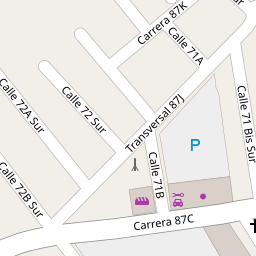 Carrera 87K
Calle 71A
Calle 72A Sur
Calle 72 Sur
Transversal 87J
Calle 71 Bis Sur
P
Calle 71B
Calle 72B Sur
Carrera 87C